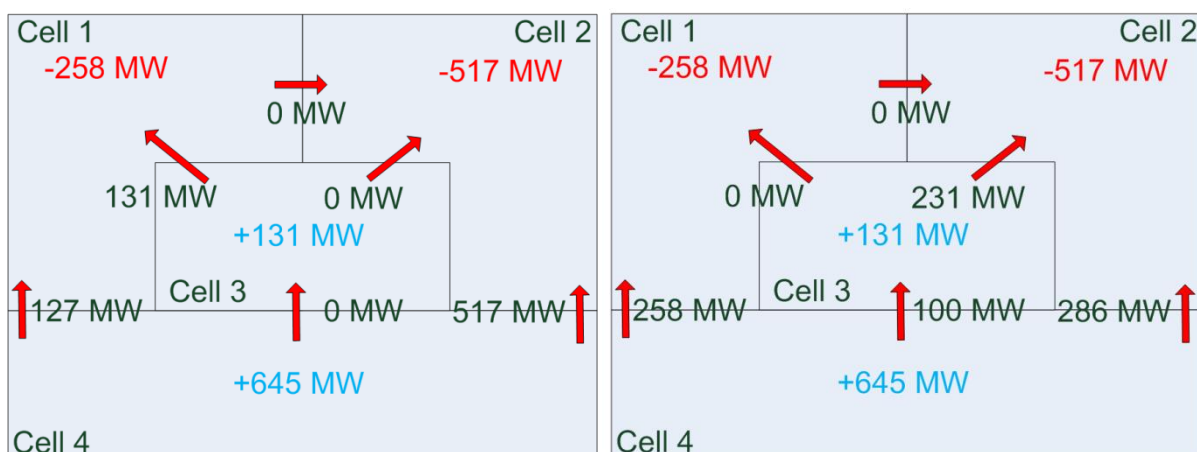 Cell 1
Cell 2
-258 MW
-517 MW
0 MW
131 MW
0 MW
+131 MW
Cell 3
127 MW
0 MW
517 MW
+645 MW
Cell 4
Cell 1
Cell 2
-258 MW
-517 MW
0 MW
0 MW
231 MW
+131 MW
Cell 3
258 MW
100 MW
286 MW
+645 MW
Cell 4